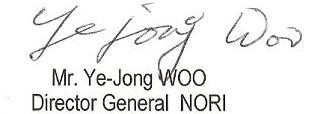 Ye jong Woo
Mr. Ye-Jong WOO
Director General NORI